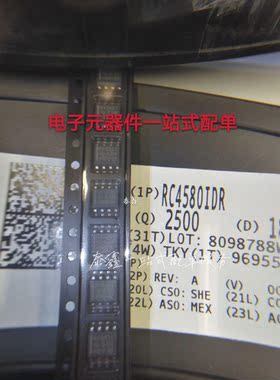 电子元器件一站式配单
(1P) RC4580IDR
(Q) 2500
(D)
(31T)LOT: 8098788
(4W) TKY(1T) 96955
(2P) REV: A
(V)
(20L) CSO: SHE
(21L) C
(22L) ASO: MEX
(23L) A